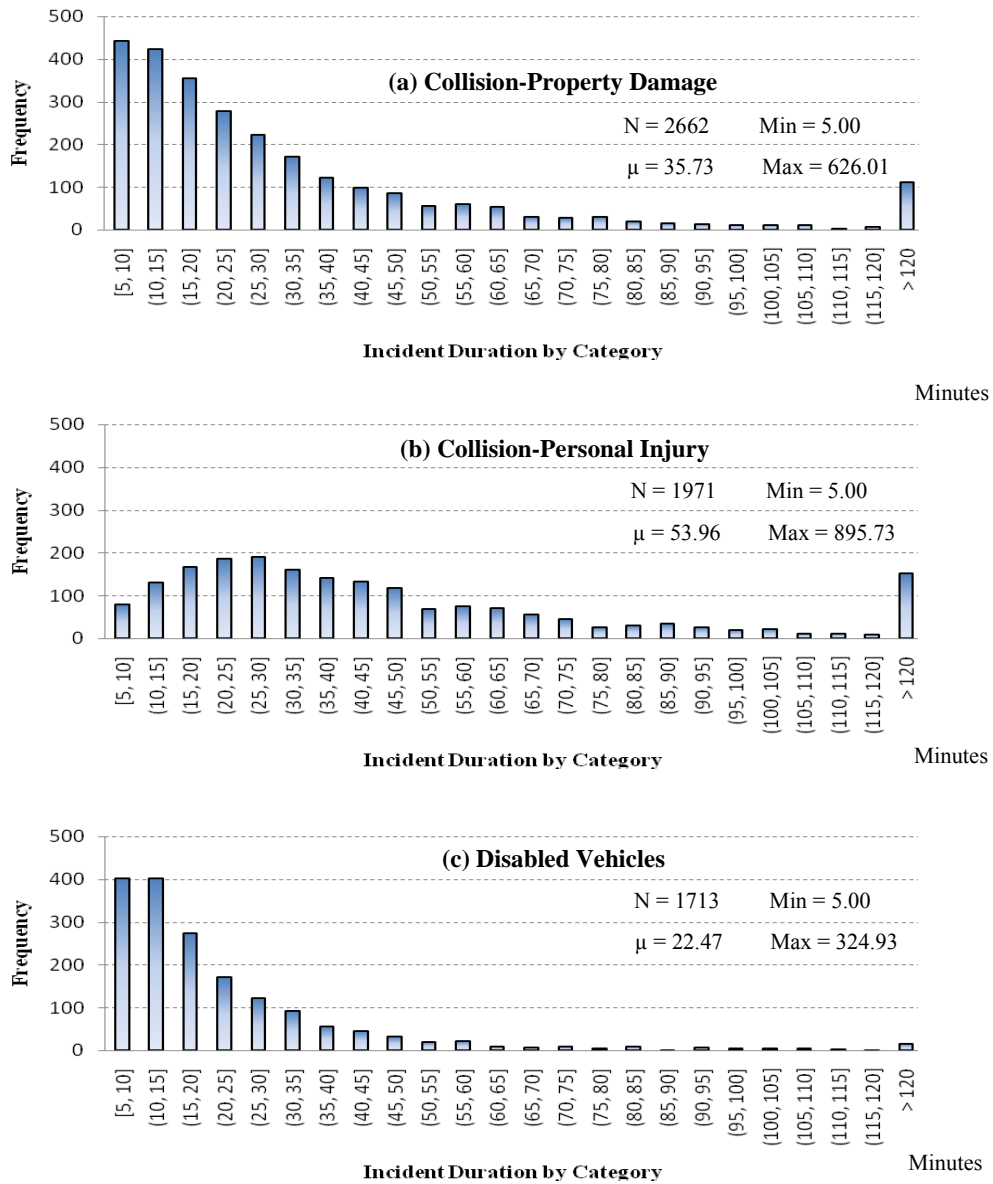 500
400
300
200
100
0
Frequency
(a) Collision-Property Damage
N = 2662 Min = 5.00
μ = 35.73 Max = 626.01
[5, 10] (10, 15] (15, 20] (20, 25] (25, 30] (30, 35] (35, 40] (40, 45] (45, 50] (50, 55] (55, 60] (60, 65] (65, 70] (70, 75] (75, 80] (80, 85] (85, 90] (90, 95] (95, 100] (100, 105] (105, 110] (110, 115] (115, 120] > 120
Incident Duration by Category
Minutes
500
400
300
200
100
0
Frequency
(b) Collision-Personal Injury
N = 1971 Min = 5.00
μ = 53.96 Max = 895.73
[5, 10] (10, 15] (15, 20] (20, 25] (25, 30] (30, 35] (35, 40] (40, 45] (45, 50] (50, 55] (55, 60] (60, 65] (65, 70] (70, 75] (75, 80] (80, 85] (85, 90] (90, 95] (95, 100] (100, 105] (105, 110] (110, 115] (115, 120] > 120
Incident Duration by Category
Minutes
500
400
300
200
100
0
Frequency
(c) Disabled Vehicles
N = 1713 Min = 5.00
μ = 22.47 Max = 324.93
[5, 10] (10, 15] (15, 20] (20, 25] (25, 30] (30, 35] (35, 40] (40, 45] (45, 50] (50, 55] (55, 60] (60, 65] (65, 70] (70, 75] (75, 80] (80, 85] (85, 90] (90, 95] (95, 100] (100, 105] (105, 110] (110, 115] (115, 120] > 120
Incident Duration by Category
Minutes